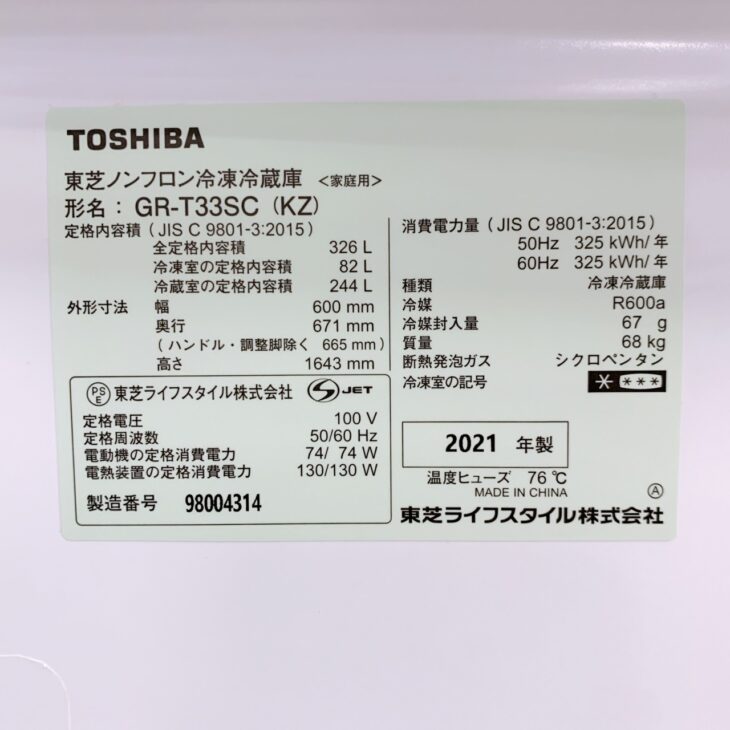 TOSHIBA
東芝ノンフロン冷凍冷蔵庫 <家庭用>
形名: GR-T33SC (KZ)
定格内容積 (JIS C 9801-3:2015)
全定格内容積 326 L
冷凍室の定格内容積 82 L
冷蔵室の定格内容積 244 L
外形寸法 幅 600 mm
奥行 671 mm
(ハンドル・調整脚除く 665 mm)
高さ 1643 mm
PSE 東芝ライフスタイル株式会社 S JET
定格電圧 100 V
定格周波数 50/60 Hz
電動機の定格消費電力 74/ 74 W
電熱装置の定格消費電力 130/130 W
製造番号 98004314
消費電力量 (JIS C 9801-3:2015)
50Hz 325 kWh/年
60Hz 325 kWh/年
種類 冷凍冷蔵庫
冷媒 R600a
冷媒封入量 67 g
質量 68 kg
断熱発泡ガス シクロペンタン
冷凍室の記号 * ***
2021 年製
温度ヒューズ 76 ℃
MADE IN CHINA Ⓐ
東芝ライフスタイル株式会社